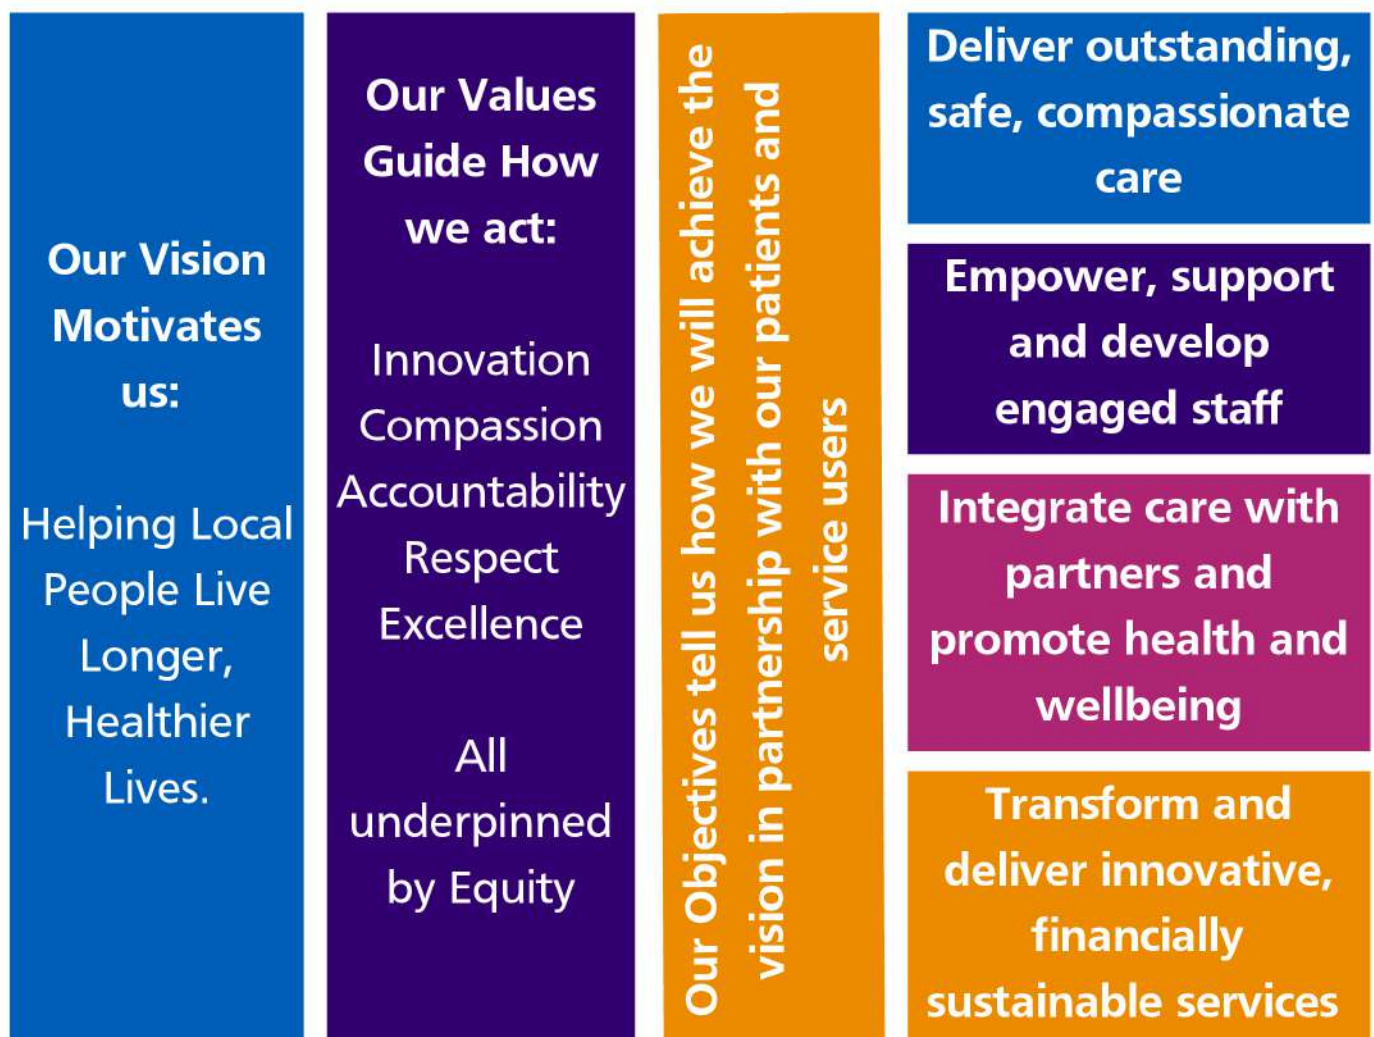 Our Vision
Motivates
us:
Helping Local
People Live
Longer,
Healthier
Lives.
Our Values
Guide How
we act:
Innovation
Compassion
Accountability
Respect
Excellence
All
underpinned
by Equity
Our Objectives tell us how we will achieve the
vision in partnership with our patients and
service users
Deliver outstanding,
safe, compassionate
care
Empower, support
and develop
engaged staff
Integrate care with
partners and
promote health and
wellbeing
Transform and
deliver innovative,
financially
sustainable services